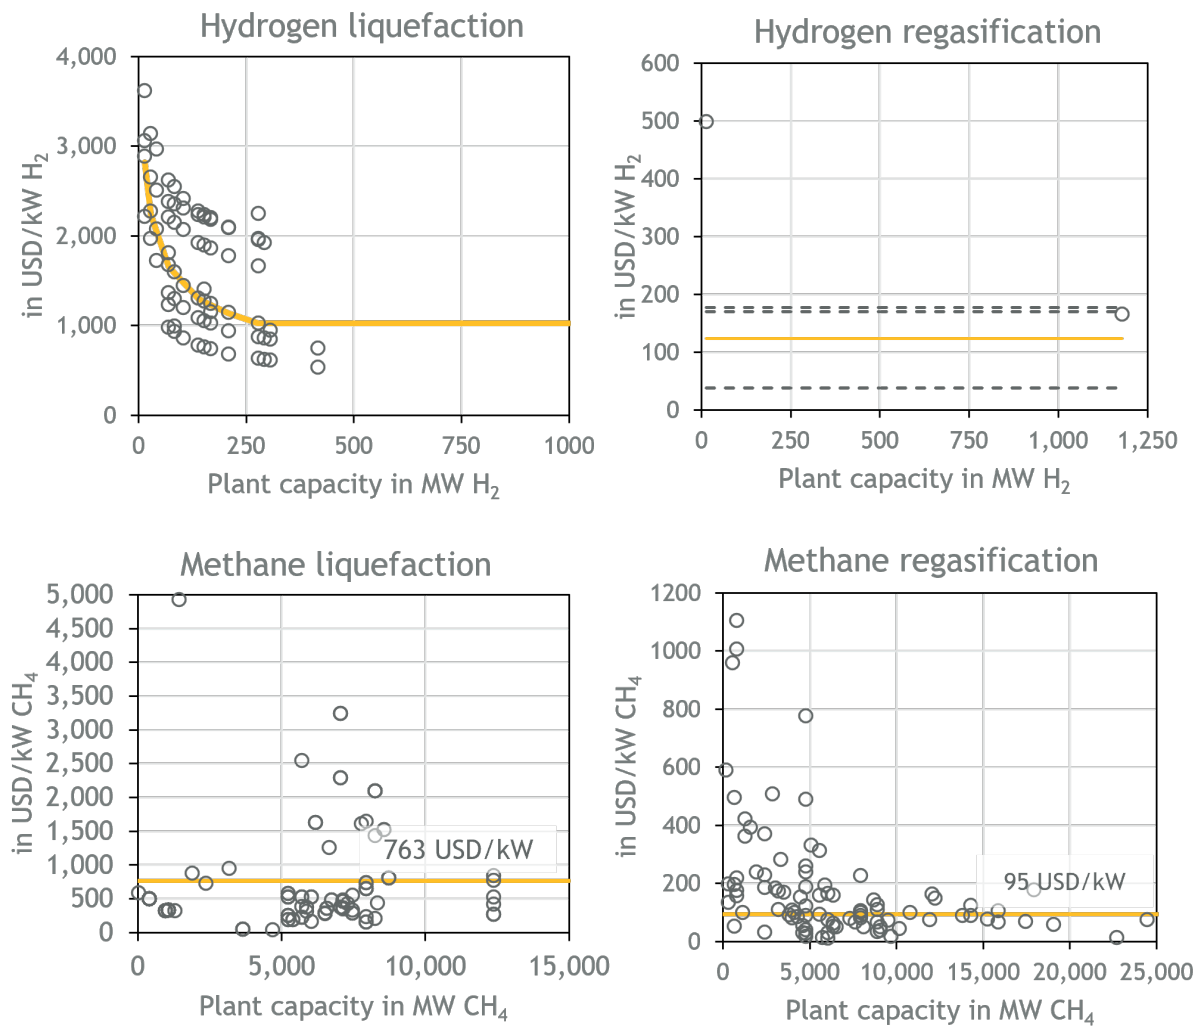 Hydrogen liquefaction
in USD/kW H₂
4,000
3,000
2,000
1,000
0
0 250 500 750 1000
Plant capacity in MW H₂
Hydrogen regasification
in USD/kW H₂
600
500
400
300
200
100
0
0 250 500 750 1,000 1,250
Plant capacity in MW H₂
Methane liquefaction
in USD/kW CH₄
5,000
4,500
4,000
3,500
3,000
2,500
2,000
1,500
1,000
500
0
763 USD/kW
0 5,000 10,000 15,000
Plant capacity in MW CH₄
Methane regasification
in USD/kW CH₄
1200
1000
800
600
400
200
0
95 USD/kW
0 5,000 10,000 15,000 20,000 25,000
Plant capacity in MW CH₄